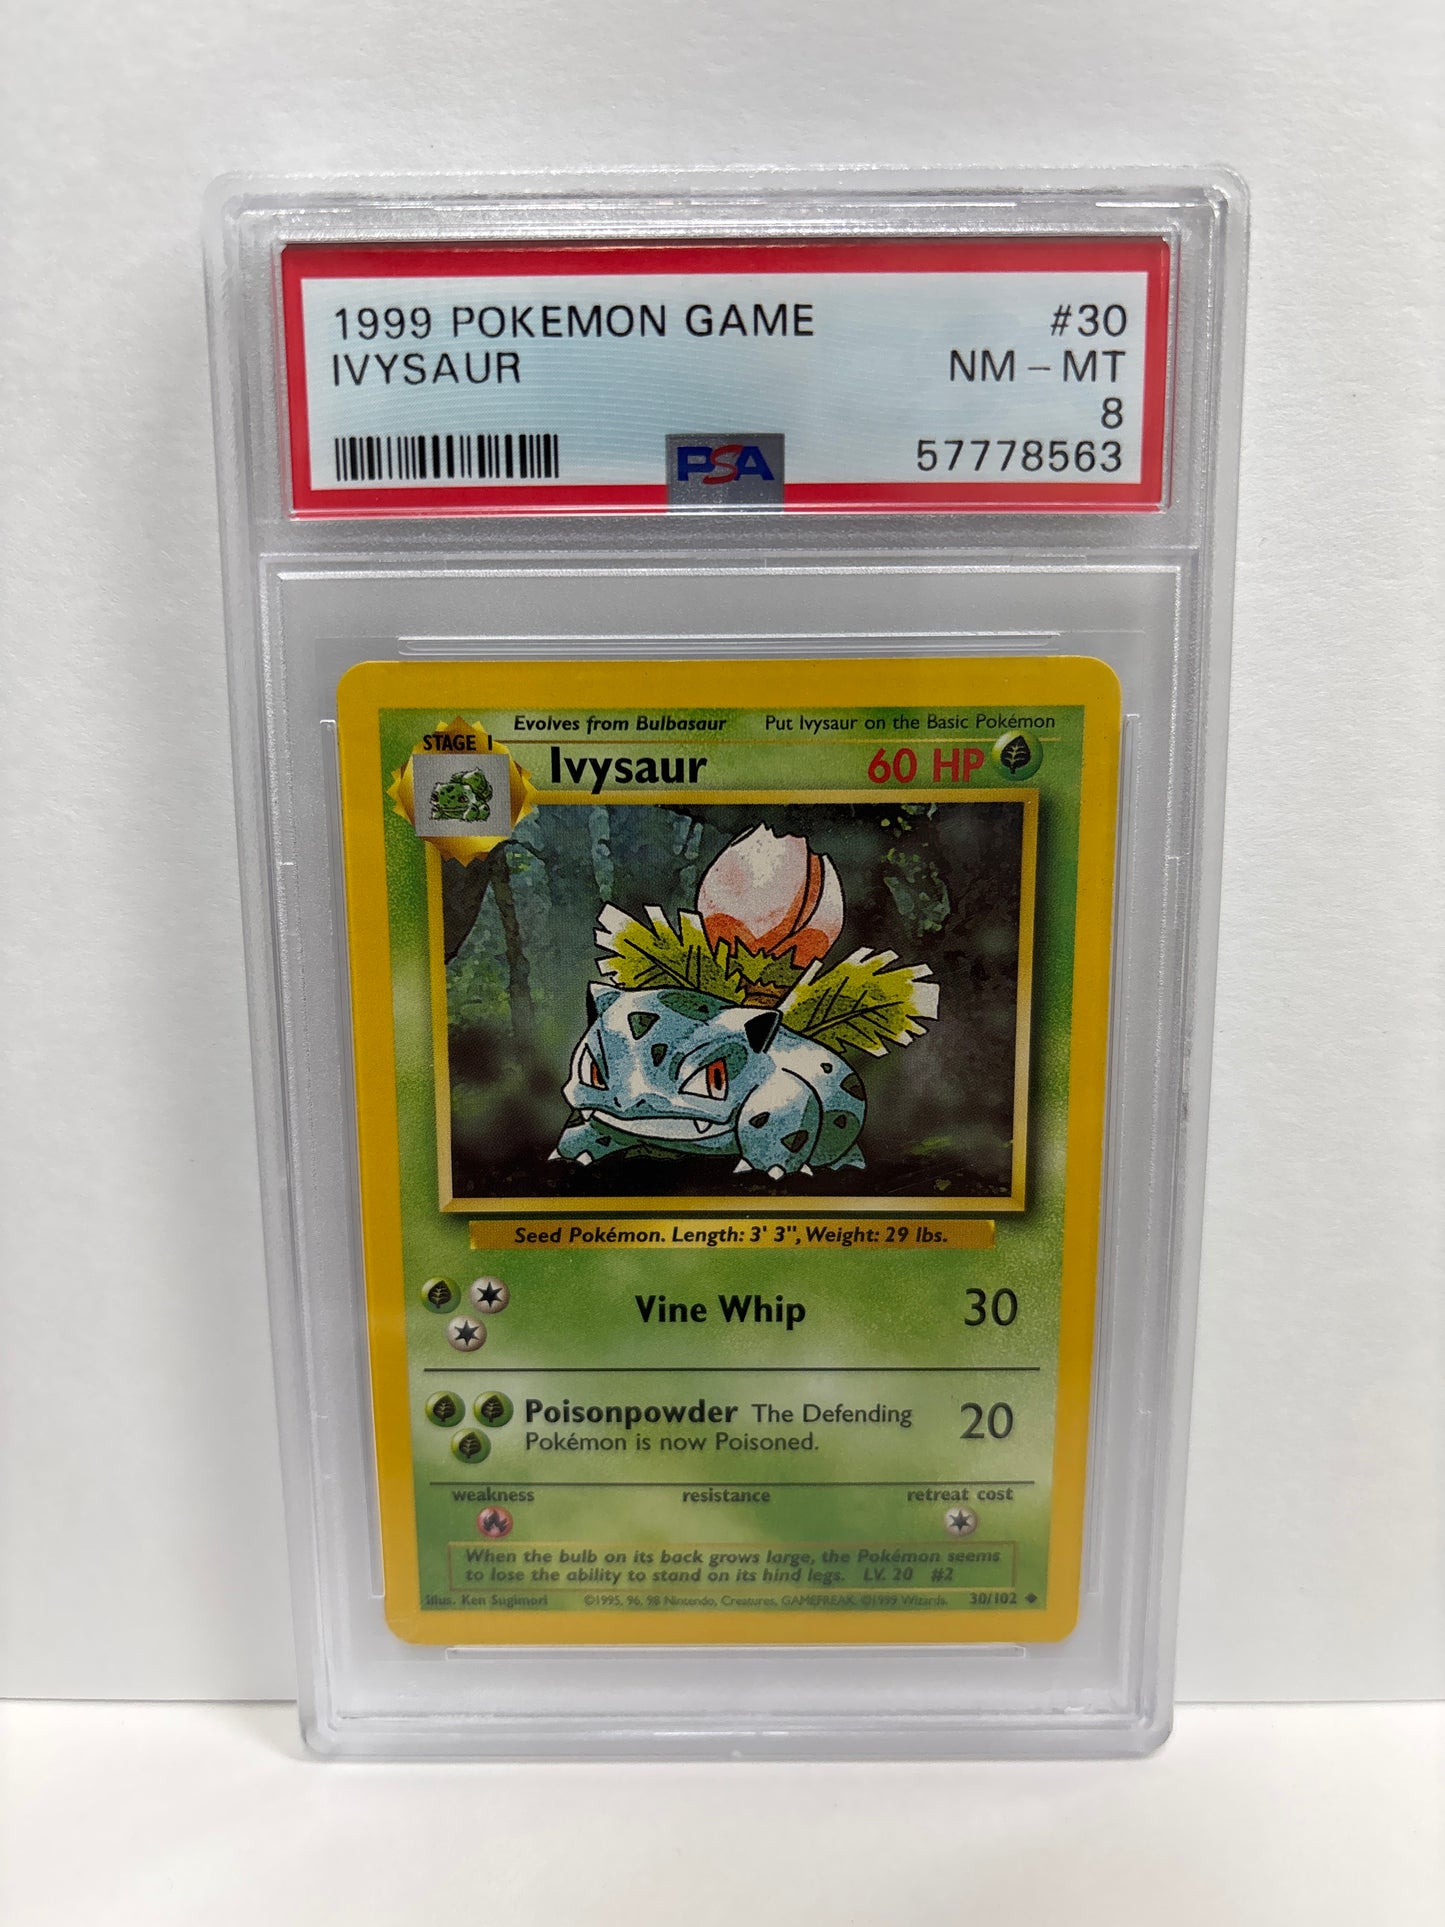 1999 POKEMON GAME #30
IVYSAUR NM - MT
8
PSA 57778563
Evolves from Bulbasaur Put Ivysaur on the Basic Pokémon
STAGE 1
Ivysaur 60 HP
Seed Pokémon. Length: 3' 3", Weight: 29 lbs.
Vine Whip 30
Poisonpowder The Defending 20
Pokémon is now Poisoned.
weakness resistance retreat cost
When the bulb on its back grows large, the Pokémon seems
to lose the ability to stand on its hind legs. LV. 20 #2
Illus. Ken Sugimori ©1995, 96, 98 Nintendo, Creatures, GAMEFREAK. ©1999 Wizards. 30/102